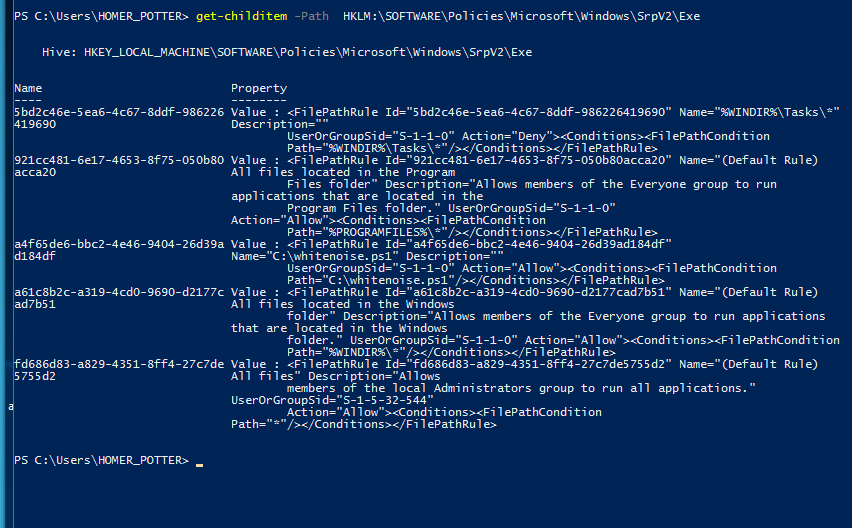 PS C:\Users\HOMER_POTTER> get-childitem -Path  HKLM:\SOFTWARE\Policies\Microsoft\Windows\SrpV2\Exe
Hive: HKEY_LOCAL_MACHINE\SOFTWARE\Policies\Microsoft\Windows\SrpV2\Exe
Name                           Property
----                           --------
5bd2c46e-5ea6-4c67-8ddf-986226 Value : <FilePathRule Id="5bd2c46e-5ea6-4c67-8ddf-986226419690" Name="%WINDIR%\Tasks\*"
419690                         Description=""
UserOrGroupSid="S-1-1-0" Action="Deny"><Conditions><FilePathCondition
Path="%WINDIR%\Tasks\*"/></Conditions></FilePathRule>
921cc481-6e17-4653-8f75-050b80 Value : <FilePathRule Id="921cc481-6e17-4653-8f75-050b80acca20" Name="(Default Rule)
acca20                         All files located in the Program
Files folder" Description="Allows members of the Everyone group to run
applications that are located in the
Program Files folder." UserOrGroupSid="S-1-1-0"
Action="Allow"><Conditions><FilePathCondition
Path="%PROGRAMFILES%\*"/></Conditions></FilePathRule>
a4f65de6-bbc2-4e46-9404-26d39a Value : <FilePathRule Id="a4f65de6-bbc2-4e46-9404-26d39ad184df"
d184df                         Name="C:\whitenoise.ps1" Description=""
UserOrGroupSid="S-1-1-0" Action="Allow"><Conditions><FilePathCondition
Path="C:\whitenoise.ps1"/></Conditions></FilePathRule>
a61c8b2c-a319-4cd0-9690-d2177c Value : <FilePathRule Id="a61c8b2c-a319-4cd0-9690-d2177cad7b51" Name="(Default Rule)
ad7b51                         All files located in the Windows
folder" Description="Allows members of the Everyone group to run applications
that are located in the Windows
folder." UserOrGroupSid="S-1-1-0" Action="Allow"><Conditions><FilePathCondition
Path="%WINDIR%\*"/></Conditions></FilePathRule>
fd686d83-a829-4351-8ff4-27c7de Value : <FilePathRule Id="fd686d83-a829-4351-8ff4-27c7de5755d2" Name="(Default Rule)
5755d2                         All files" Description="Allows
members of the local Administrators group to run all applications."
UserOrGroupSid="S-1-5-32-544"
a
Action="Allow"><Conditions><FilePathCondition
Path="*"/></Conditions></FilePathRule>
PS C:\Users\HOMER_POTTER> _